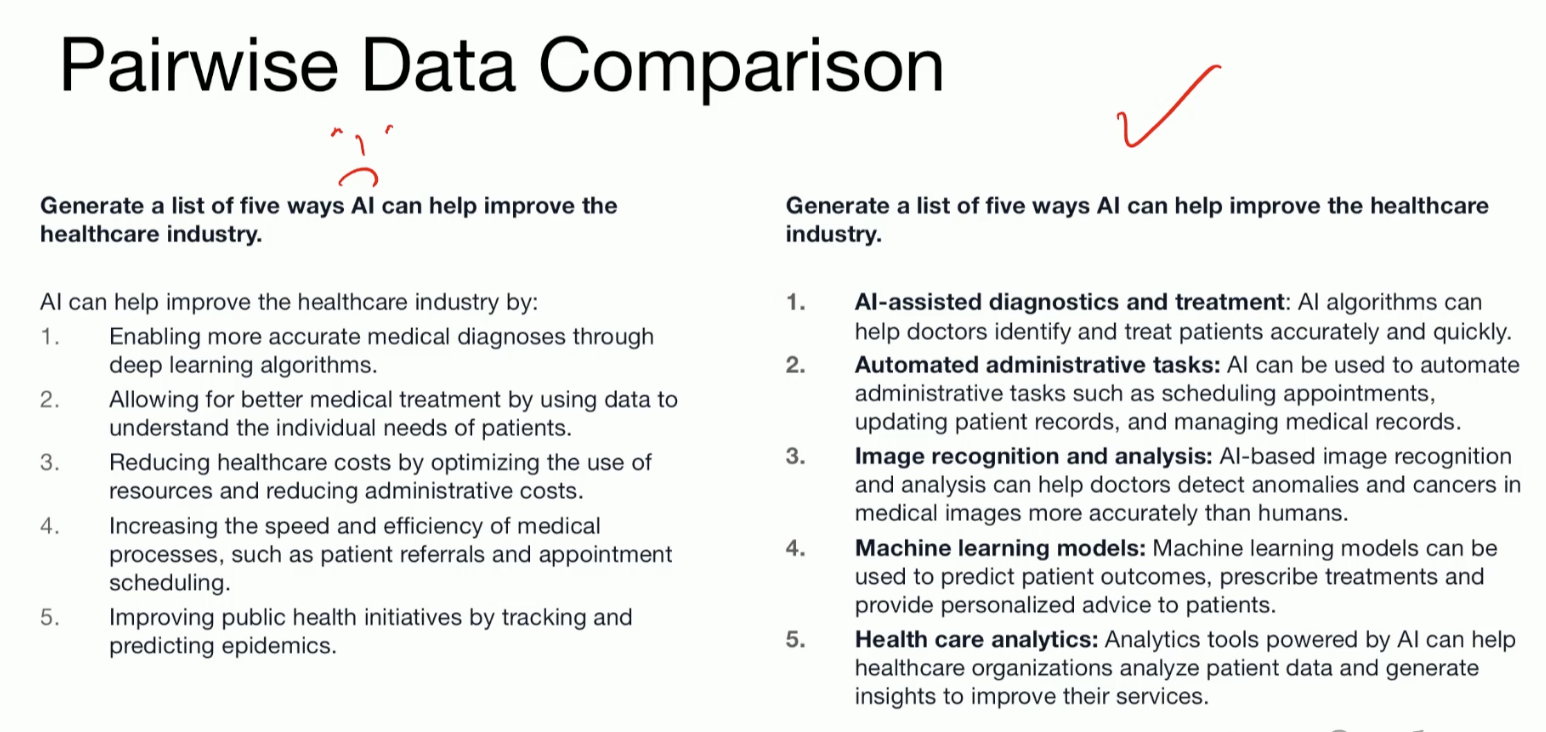 Pairwise Data Comparison
Generate a list of five ways AI can help improve the
healthcare industry.
AI can help improve the healthcare industry by:
1. Enabling more accurate medical diagnoses through
deep learning algorithms.
2. Allowing for better medical treatment by using data to
understand the individual needs of patients.
3. Reducing healthcare costs by optimizing the use of
resources and reducing administrative costs.
4. Increasing the speed and efficiency of medical
processes, such as patient referrals and appointment
scheduling.
5. Improving public health initiatives by tracking and
predicting epidemics.
Generate a list of five ways AI can help improve the healthcare
industry.
1. AI-assisted diagnostics and treatment: AI algorithms can
help doctors identify and treat patients accurately and quickly.
2. Automated administrative tasks: AI can be used to automate
administrative tasks such as scheduling appointments,
updating patient records, and managing medical records.
3. Image recognition and analysis: AI-based image recognition
and analysis can help doctors detect anomalies and cancers in
medical images more accurately than humans.
4. Machine learning models: Machine learning models can be
used to predict patient outcomes, prescribe treatments and
provide personalized advice to patients.
5. Health care analytics: Analytics tools powered by AI can help
healthcare organizations analyze patient data and generate
insights to improve their services.